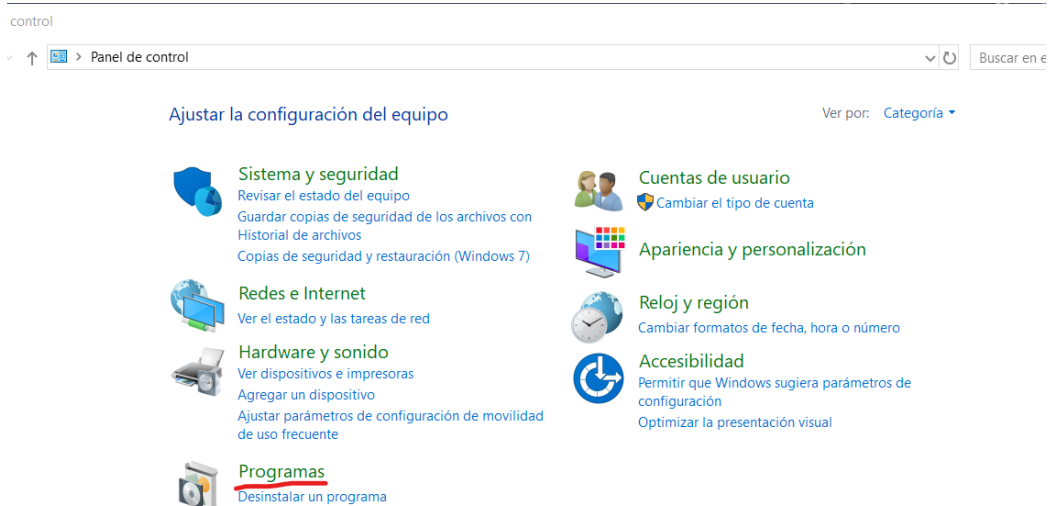 control
Panel de control
Buscar en e
Ajustar la configuración del equipo
Ver por:
Categoría
Sistema y seguridad
Revisar el estado del equipo
Guardar copias de seguridad de los archivos con
Historial de archivos
Copias de seguridad y restauración (Windows 7)
Redes e Internet
Ver el estado y las tareas de red
Hardware y sonido
Ver dispositivos e impresoras
Agregar un dispositivo
Ajustar parámetros de configuración de movilidad
de uso frecuente
Programas
Desinstalar un programa
Cuentas de usuario
Cambiar el tipo de cuenta
Apariencia y personalización
Reloj y región
Cambiar formatos de fecha, hora o número
Accesibilidad
Permitir que Windows sugiera parámetros de
configuración
Optimizar la presentación visual